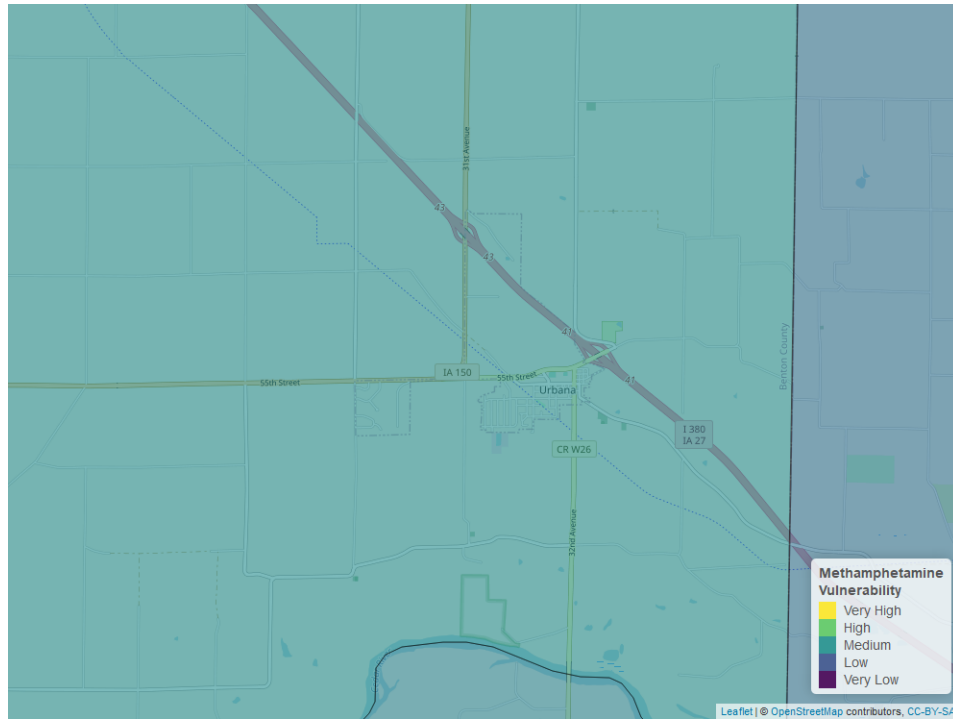 31st Avenue
43
43
41
IA 150
55th Street
55th Street
41
Urbana
Benton County
I 380
IA 27
CR W26
32nd Avenue
Methamphetamine
Vulnerability
Very High
High
Medium
Low
Very Low
Leaflet | © OpenStreetMap contributors, CC-BY-SA